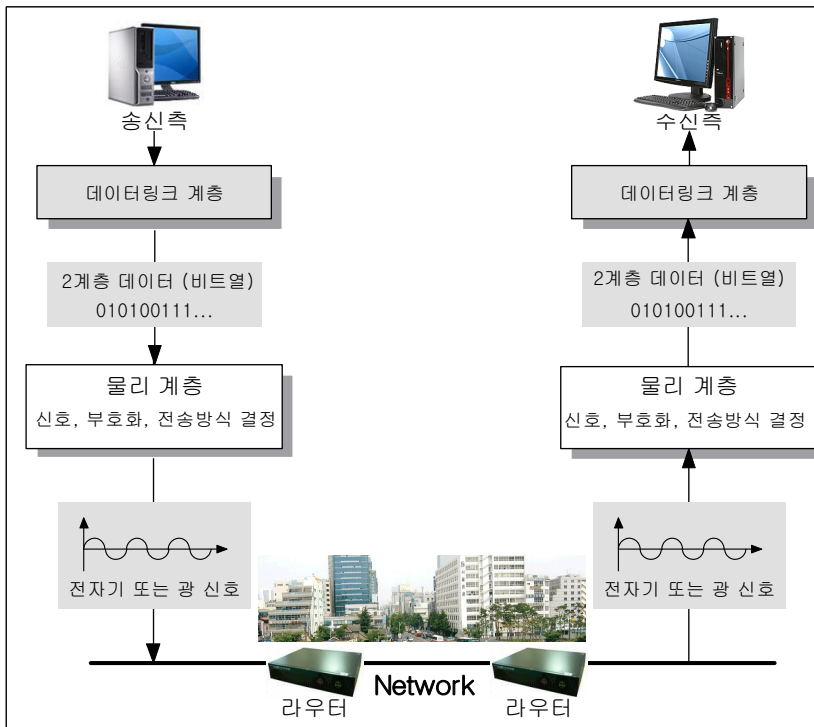 송신측
수신측
데이터링크 계층
데이터링크 계층
2계층 데이터 (비트열)
010100111...
2계층 데이터 (비트열)
010100111...
물리 계층
신호, 부호화, 전송방식 결정
물리 계층
신호, 부호화, 전송방식 결정
전자기 또는 광 신호
전자기 또는 광 신호
Network
라우터
라우터